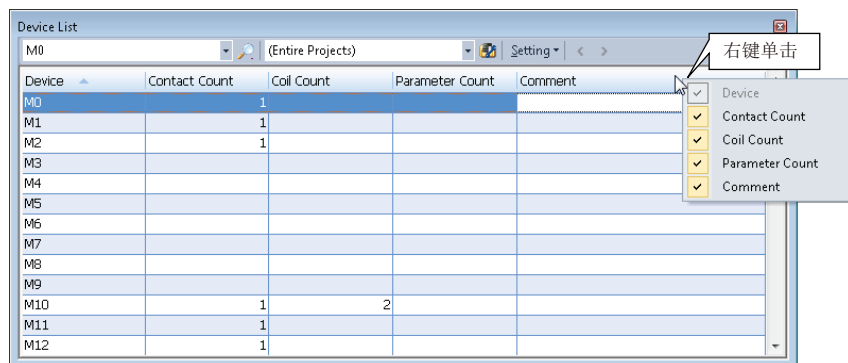 Device List
M0 (Entire Projects) Setting
右键单击
Device Contact Count Coil Count Parameter Count Comment
M0 1
M1 1
M2 1
M3
M4
M5
M6
M7
M8
M9
M10 1 2
M11 1
M12 1
Device
Contact Count
Coil Count
Parameter Count
Comment